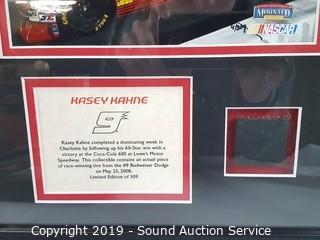 MOUNTED
NASCAR
KASEY KAHNE
9
Kasey Kahne completed a dominating week in
Charlotte by following up his All-Star win with a
victory at the Coca-Cola 600 at Lowe's Motor
Speedway. This collectible contains an actual piece
of race-winning tire from the #9 Budweiser Dodge
on May 25, 2008.
Limited Edition of 309
Copyright 2019 - Sound Auction Service